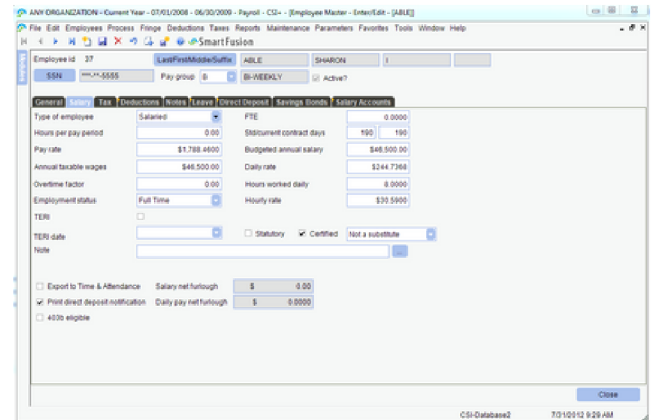 ANY ORGANIZATION - Current Year - 07/01/2008 - 06/30/2009 - Payroll - CSI+ - [Employee Master - Enter/Edit - [ABLE]]
File Edit Employees Process Fringe Deductions Taxes Reports Maintenance Parameters Favorites Tools Window Help
SmartFusion
Modules
Employee id 37 Last/First/Middle/Suffix ABLE SHARON I
SSN ***-**-5555 Pay group B BI-WEEKLY Active?
General Salary Tax Deductions Notes Leave Direct Deposit Savings Bonds Salary Accounts
Type of employee Salaried FTE 0.0000
Hours per pay period 0.00 Std/current contract days 190 190
Pay rate $1,788.4600 Budgeted annual salary $46,500.00
Annual taxable wages $46,500.00 Daily rate $244.7368
Overtime factor 0.00 Hours worked daily 8.0000
Employment status Full Time Hourly rate $30.5900
TERI
TERI date Statutory Certified Not a substitute
Note ...
Export to Time & Attendance Salary net furlough $ 0.00
Print direct deposit notification Daily pay net furlough $ 0.0000
403b eligible
Close
CSI-Database2 7/31/2012 9:29 AM